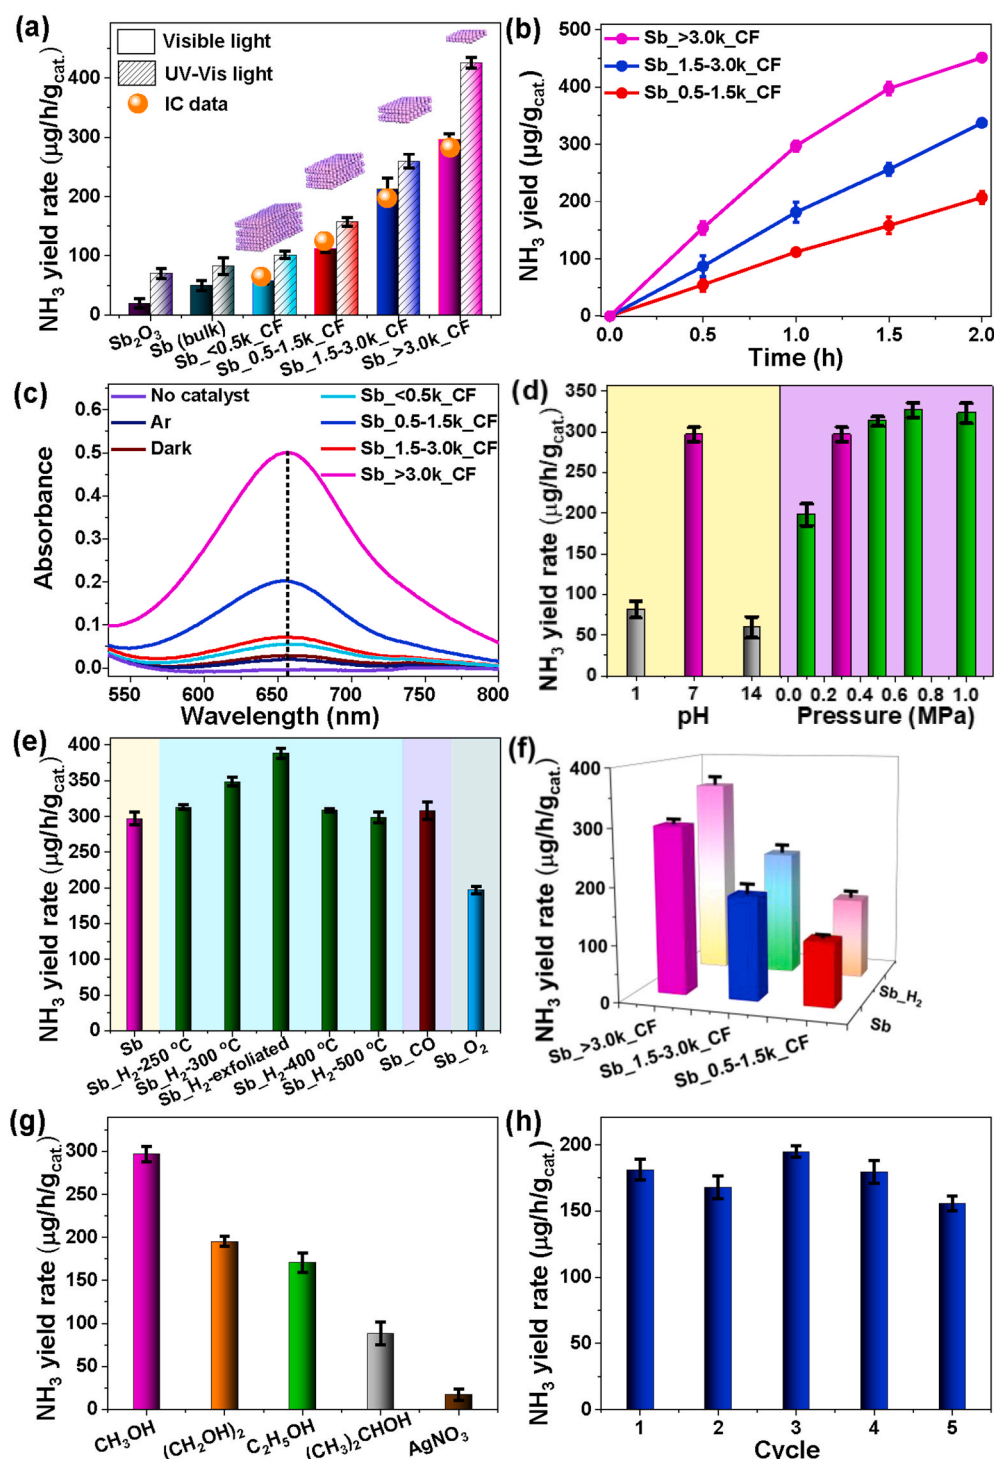 (a)
Visible light
UV-Vis light
IC data
NH3 yield rate (µg/h/gcat.)
400
300
200
100
0
Sb2O3
Sb (bulk)
Sb_<0.5k_CF
Sb_0.5-1.5k_CF
Sb_1.5-3.0k_CF
Sb_>3.0k_CF
(b)
Sb_>3.0k_CF
Sb_1.5-3.0k_CF
Sb_0.5-1.5k_CF
NH3 yield (µg/gcat.)
500
400
300
200
100
0
0.0 0.5 1.0 1.5 2.0
Time (h)
(c)
No catalyst
Ar
Dark
Sb_<0.5k_CF
Sb_0.5-1.5k_CF
Sb_1.5-3.0k_CF
Sb_>3.0k_CF
Absorbance
0.6
0.5
0.4
0.3
0.2
0.1
0.0
550 600 650 700 750 800
Wavelength (nm)
(d)
NH3 yield rate (µg/h/gcat.)
350
300
250
200
150
100
50
0
1 7 14
pH
0.0 0.2 0.4 0.6 0.8 1.0
Pressure (MPa)
(e)
NH3 yield rate (µg/h/gcat.)
400
350
300
250
200
150
100
50
0
Sb
Sb_H2-250 °C
Sb_H2-300 °C
Sb_H2-exfoliated
Sb_H2-400 °C
Sb_H2-500 °C
Sb_CO
Sb_O2
(f)
NH3 yield rate (µg/h/gcat.)
400
300
200
100
0
Sb_>3.0k_CF
Sb_1.5-3.0k_CF
Sb_0.5-1.5k_CF
Sb_H2
Sb
(g)
NH3 yield rate (µg/h/gcat.)
300
200
150
100
50
0
CH3OH
(CH2OH)2
C2H5OH
(CH3)2CHOH
AgNO3
(h)
NH3 yield rate (µg/h/gcat.)
200
150
100
50
0
1 2 3 4 5
Cycle